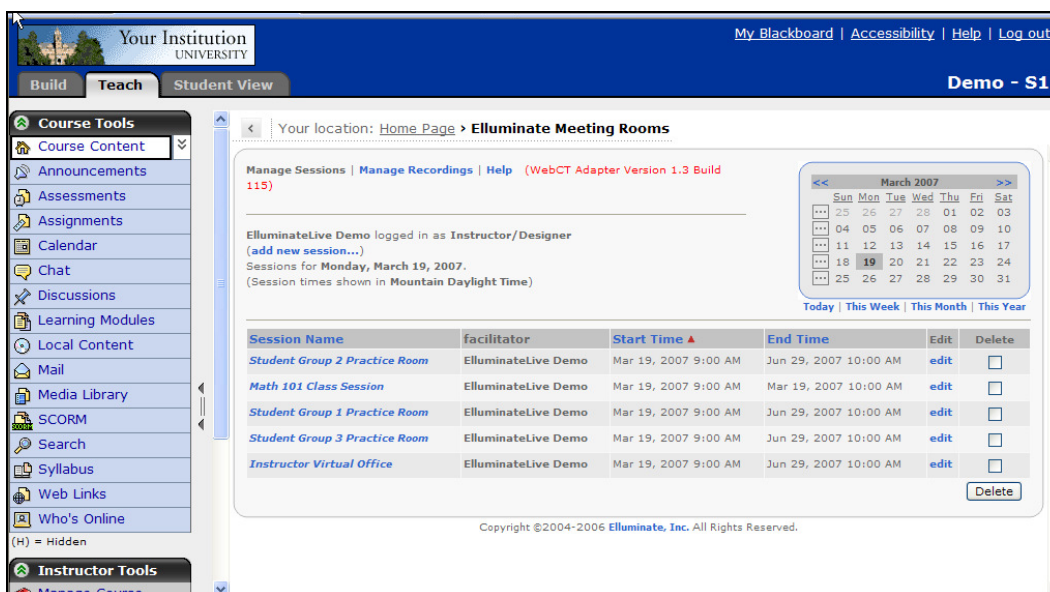 Your Institution
UNIVERSITY
My Blackboard | Accessibility | Help | Log out
Build Teach Student View
Demo - S1
Course Tools
Course Content
Announcements
Assessments
Assignments
Calendar
Chat
Discussions
Learning Modules
Local Content
Mail
Media Library
SCORM
Search
Syllabus
Web Links
Who's Online
(H) = Hidden
Instructor Tools
Manage Course
Your location: Home Page › Elluminate Meeting Rooms
Manage Sessions | Manage Recordings | Help (WebCT Adapter Version 1.3 Build
115)
ElluminateLive Demo logged in as Instructor/Designer
(add new session...)
Sessions for Monday, March 19, 2007.
(Session times shown in Mountain Daylight Time)
<< March 2007 >>
Sun Mon Tue Wed Thu Fri Sat
... 25 26 27 28 01 02 03
... 04 05 06 07 08 09 10
... 11 12 13 14 15 16 17
... 18 19 20 21 22 23 24
... 25 26 27 28 29 30 31
Today | This Week | This Month | This Year
Session Name facilitator Start Time ▲ End Time Edit Delete
Student Group 2 Practice Room ElluminateLive Demo Mar 19, 2007 9:00 AM Jun 29, 2007 10:00 AM edit
Math 101 Class Session ElluminateLive Demo Mar 19, 2007 9:00 AM Mar 19, 2007 10:00 AM edit
Student Group 1 Practice Room ElluminateLive Demo Mar 19, 2007 9:00 AM Jun 29, 2007 10:00 AM edit
Student Group 3 Practice Room ElluminateLive Demo Mar 19, 2007 9:00 AM Jun 29, 2007 10:00 AM edit
Instructor Virtual Office ElluminateLive Demo Mar 19, 2007 9:00 AM Jun 29, 2007 10:00 AM edit
Delete
Copyright ©2004-2006 Elluminate, Inc. All Rights Reserved.